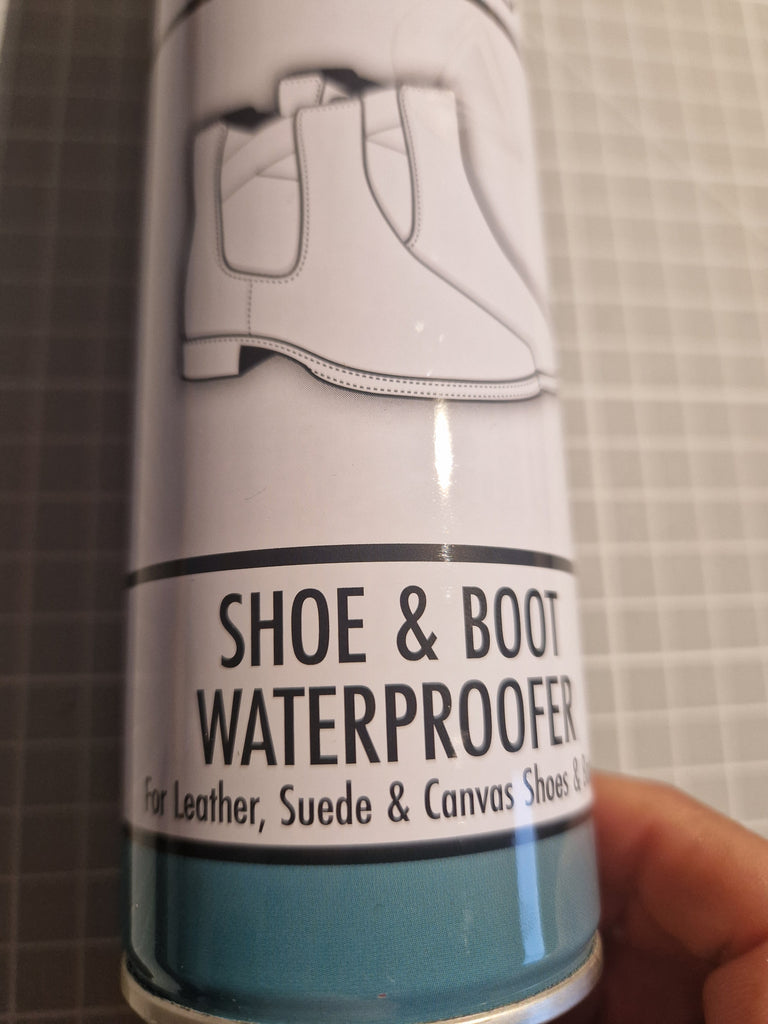 SHOE & BOOT
WATERPROOFER
For Leather, Suede & Canvas Shoes &